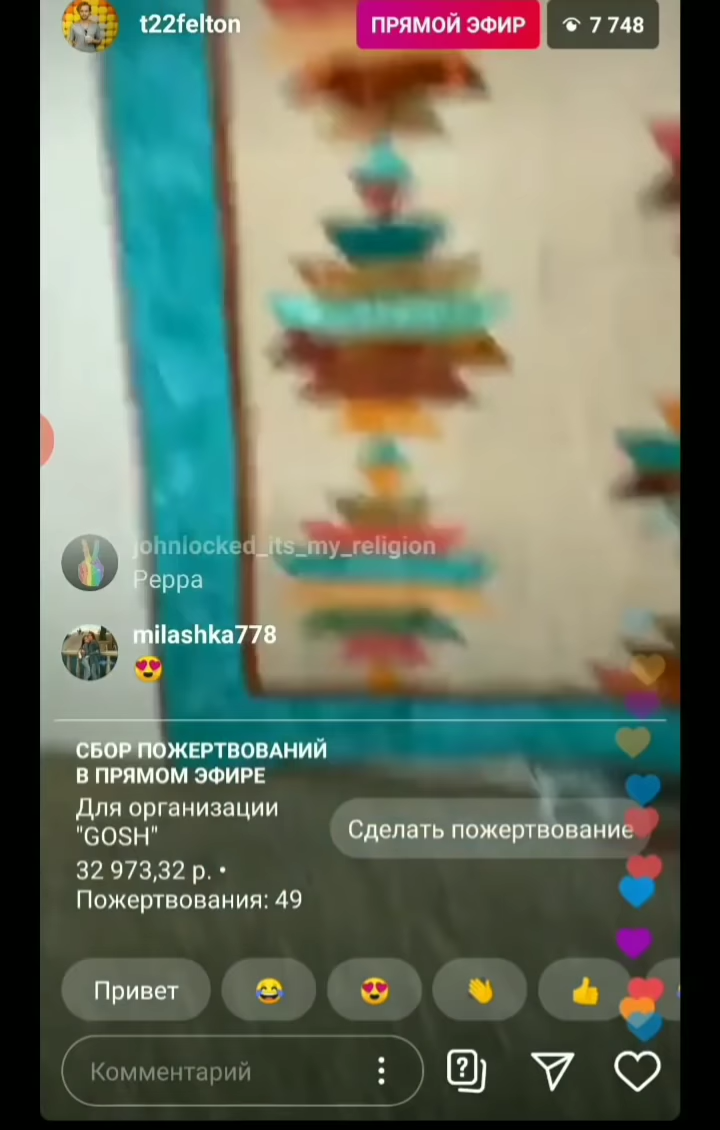 t22felton
ПРЯМОЙ ЭФИР
7 748
johnlocked_its_my_religion
Peppa
milashka778
СБОР ПОЖЕРТВОВАНИЙ
В ПРЯМОМ ЭФИРЕ
Для организации
"GOSH"
Сделать пожертвование
32 973,32 р. •
Пожертвования: 49
Привет
Комментарий